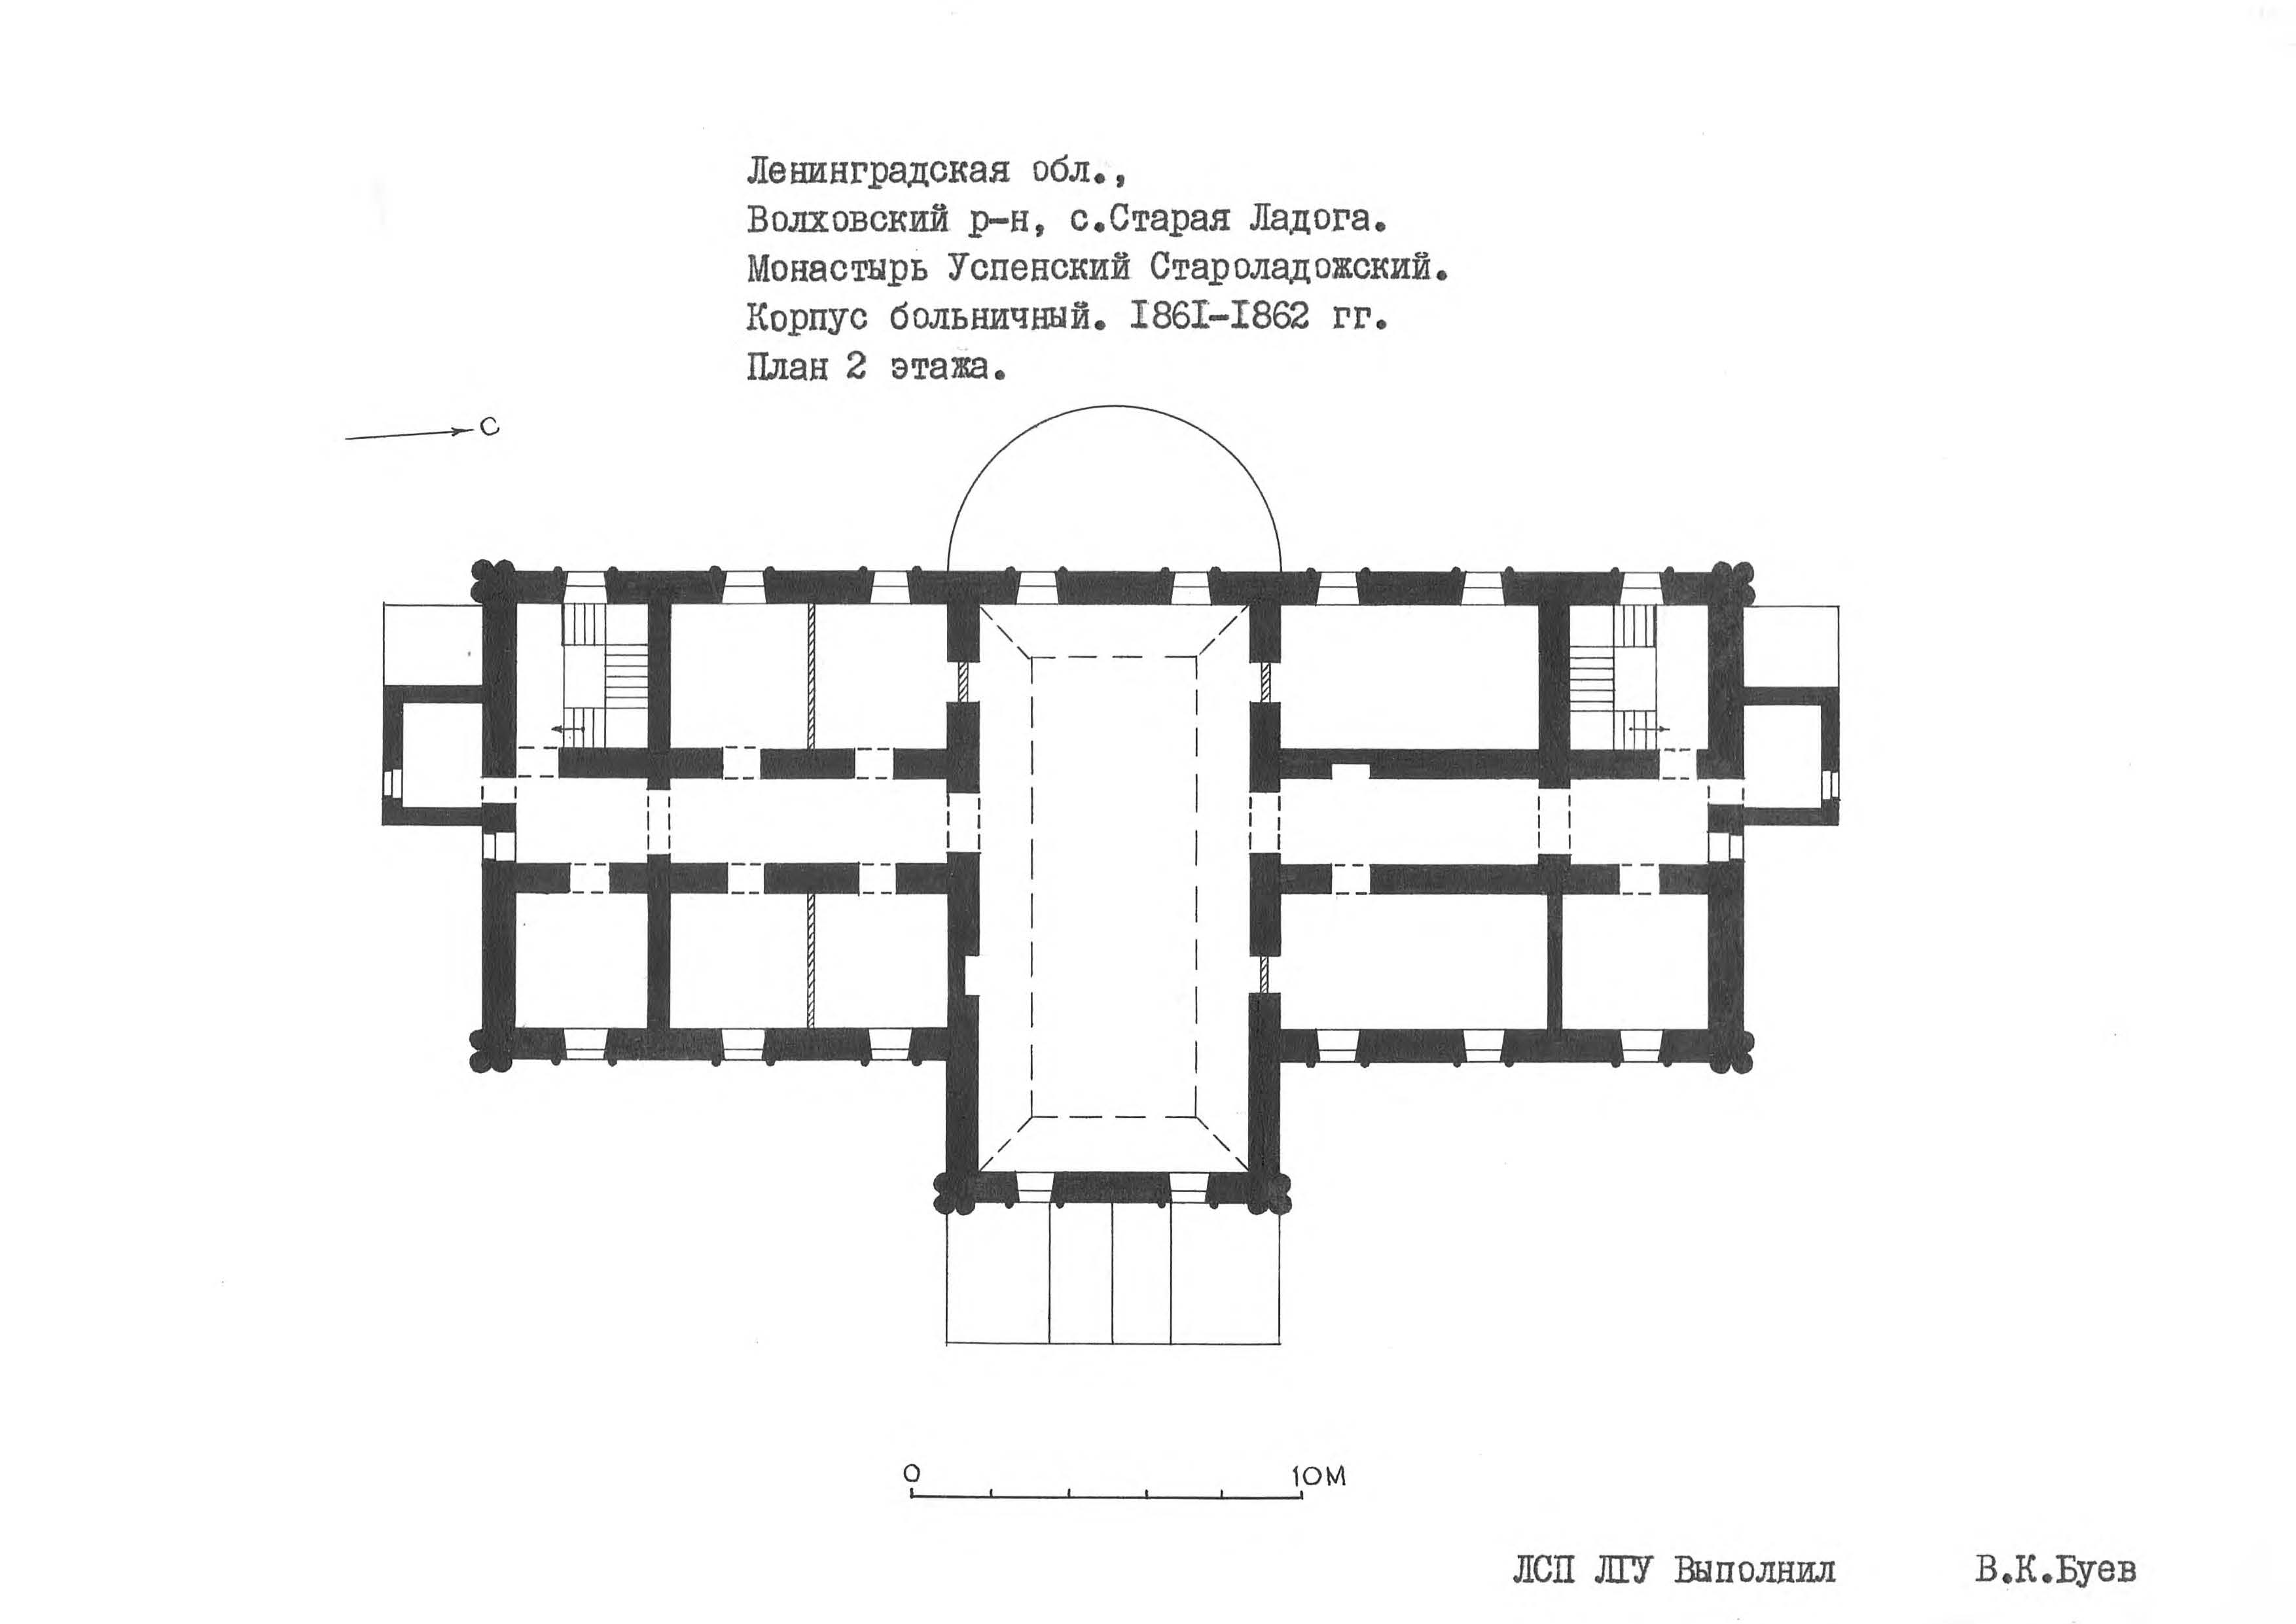 Ленинградская обл.,
Волховский р-н, с.Старая Ладога.
Монастырь Успенский Староладожский.
Корпус больничный. 1861-1862 гг.
План 2 этажа.
С
0 10М
ЛСП ЛГУ Выполнил В.К.Буев